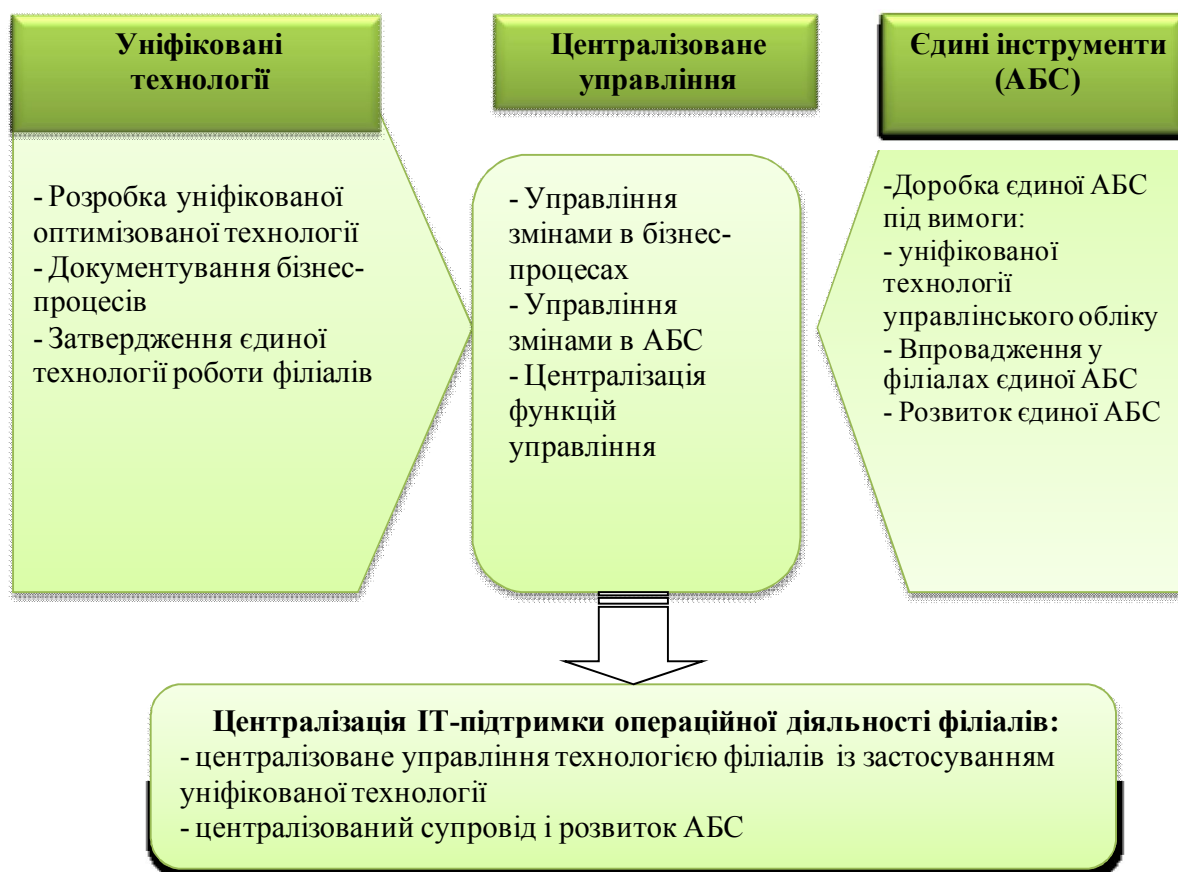 Уніфіковані
технології
- Розробка уніфікованої
оптимізованої технології
- Документування бізнес-
процесів
- Затвердження єдиної
технології роботи філіалів
Централізоване
управління
- Управління
змінами в бізнес-
процесах
- Управління
змінами в АБС
- Централізація
функцій
управління
Єдині інструменти
(АБС)
-Доробка єдиної АБС
під вимоги:
- уніфікованої
технології
управлінського обліку
- Впровадження у
філіалах єдиної АБС
- Розвиток єдиної АБС
Централізація ІТ-підтримки операційної діяльності філіалів:
- централізоване управління технологією філіалів із застосуванням
уніфікованої технології
- централізований супровід і розвиток АБС